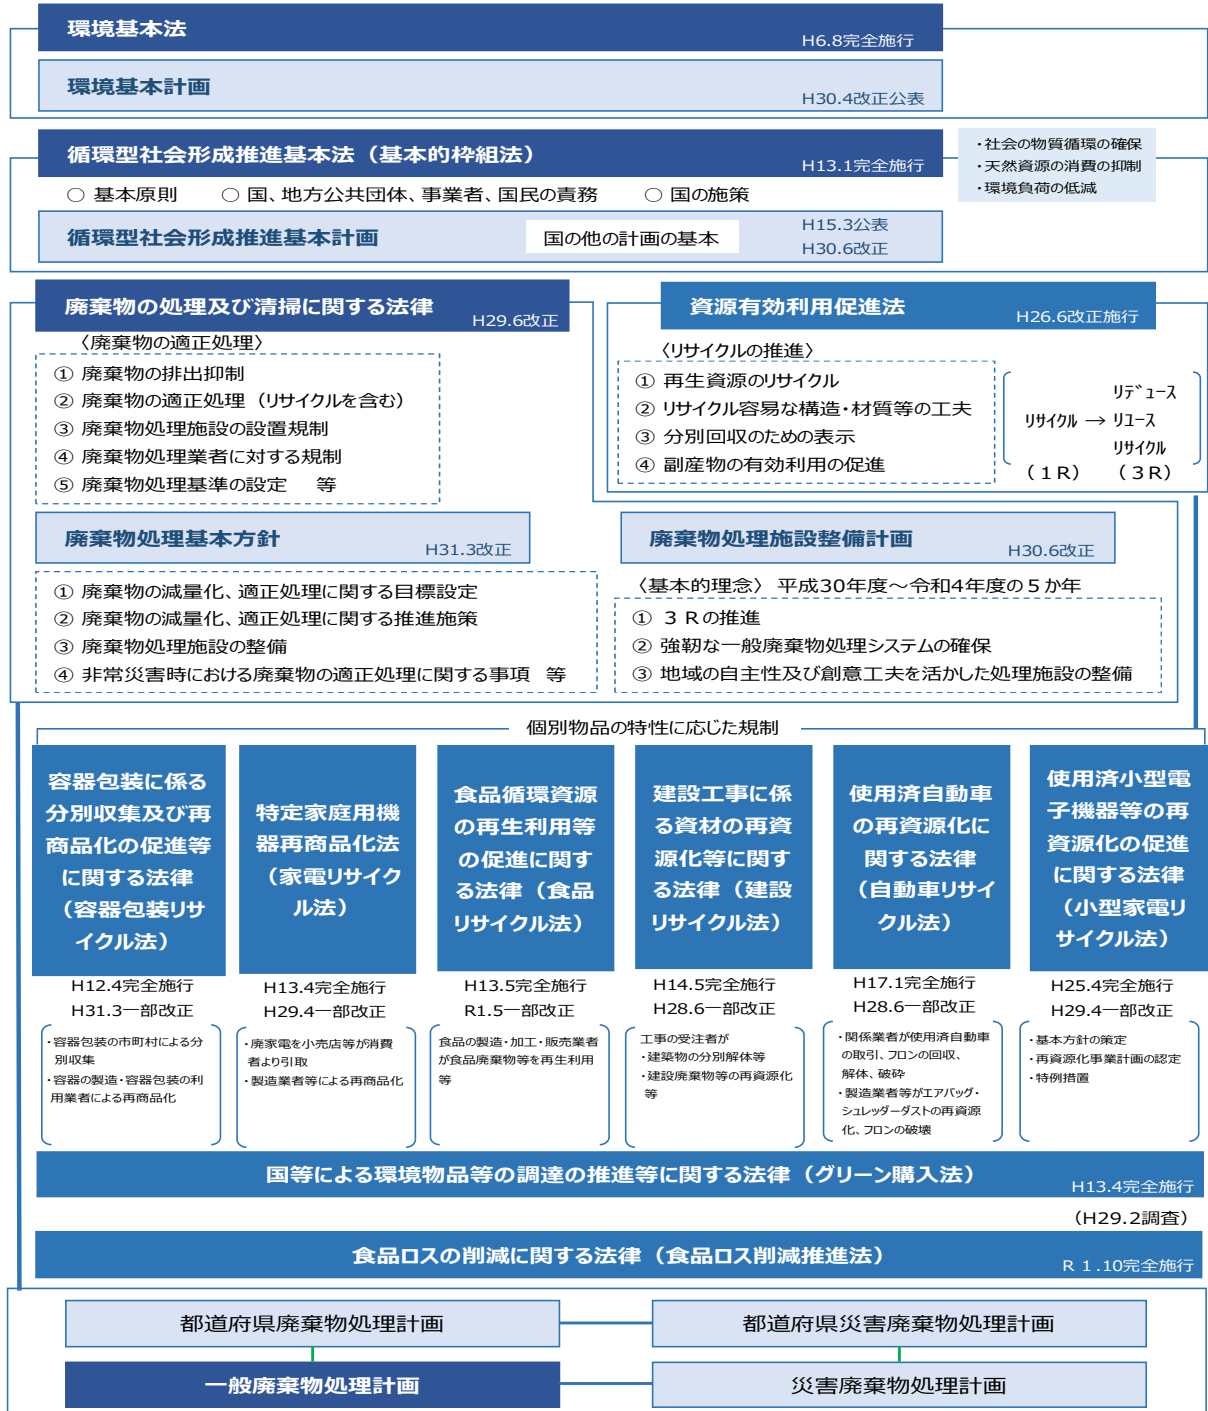 環境基本法
H6.8完全施行
環境基本計画
H30.4改正公表
循環型社会形成推進基本法（基本的枠組法）
H13.1完全施行
・社会の物質循環の確保
・天然資源の消費の抑制
・環境負荷の低減
○ 基本原則　○ 国、地方公共団体、事業者、国民の責務　○ 国の施策
循環型社会形成推進基本計画
国の他の計画の基本
H15.3公表
H30.6改正
廃棄物の処理及び清掃に関する法律
H29.6改正
〈廃棄物の適正処理〉
① 廃棄物の排出抑制
② 廃棄物の適正処理（リサイクルを含む）
③ 廃棄物処理施設の設置規制
④ 廃棄物処理業者に対する規制
⑤ 廃棄物処理基準の設定　等
資源有効利用促進法
H26.6改正施行
〈リサイクルの推進〉
① 再生資源のリサイクル
② リサイクル容易な構造・材質等の工夫
③ 分別回収のための表示
④ 副産物の有効利用の促進
ﾘﾃﾞｭｰｽ
ﾘｻｲｸﾙ → ﾘﾕｰｽ
ﾘｻｲｸﾙ
（１R）　（３R）
廃棄物処理基本方針
H31.3改正
① 廃棄物の減量化、適正処理に関する目標設定
② 廃棄物の減量化、適正処理に関する推進施策
③ 廃棄物処理施設の整備
④ 非常災害時における廃棄物の適正処理に関する事項　等
廃棄物処理施設整備計画
H30.6改正
〈基本的理念〉平成30年度～令和4年度の５か年
① ３Rの推進
② 強靭な一般廃棄物処理システムの確保
③ 地域の自主性及び創意工夫を活かした処理施設の整備
個別物品の特性に応じた規制
容器包装に係る
分別収集及び再
商品化の促進等
に関する法律
（容器包装リサ
イクル法）
H12.4完全施行
H31.3一部改正
・容器包装の市町村による分
別収集
・容器の製造・容器包装の利
用業者による再商品化
特定家庭用機
器再商品化法
（家電リサイク
ル法）
H13.4完全施行
H29.4一部改正
・廃家電を小売店等が消費
者より引取
・製造業者等による再商品化
食品循環資源
の再生利用等
の促進に関す
る法律（食品
リサイクル法）
H13.5完全施行
R1.5一部改正
食品の製造・加工・販売業者
が食品廃棄物等を再生利用
等
建設工事に係
る資材の再資
源化等に関す
る法律（建設
リサイクル法）
H14.5完全施行
H28.6一部改正
工事の受注者が
・建築物の分別解体等
・建設廃棄物等の再資源化
等
使用済自動車
の再資源化に
関する法律
（自動車リサイ
クル法）
H17.1完全施行
H28.6一部改正
・関係業者が使用済自動車
の取引、フロンの回収、
解体、破砕
・製造業者等がエアバッグ・
シュレッダーダストの再資源
化、フロンの破壊
使用済小型電
子機器等の再
資源化の促進
に関する法律
（小型家電リ
サイクル法）
H25.4完全施行
H29.4一部改正
・基本方針の策定
・再資源化事業計画の認定
・特例措置
国等による環境物品等の調達の推進等に関する法律（グリーン購入法）
H13.4完全施行
（H29.2調査）
食品ロスの削減に関する法律（食品ロス削減推進法）
R１.10完全施行
都道府県廃棄物処理計画
都道府県災害廃棄物処理計画
一般廃棄物処理計画
災害廃棄物処理計画